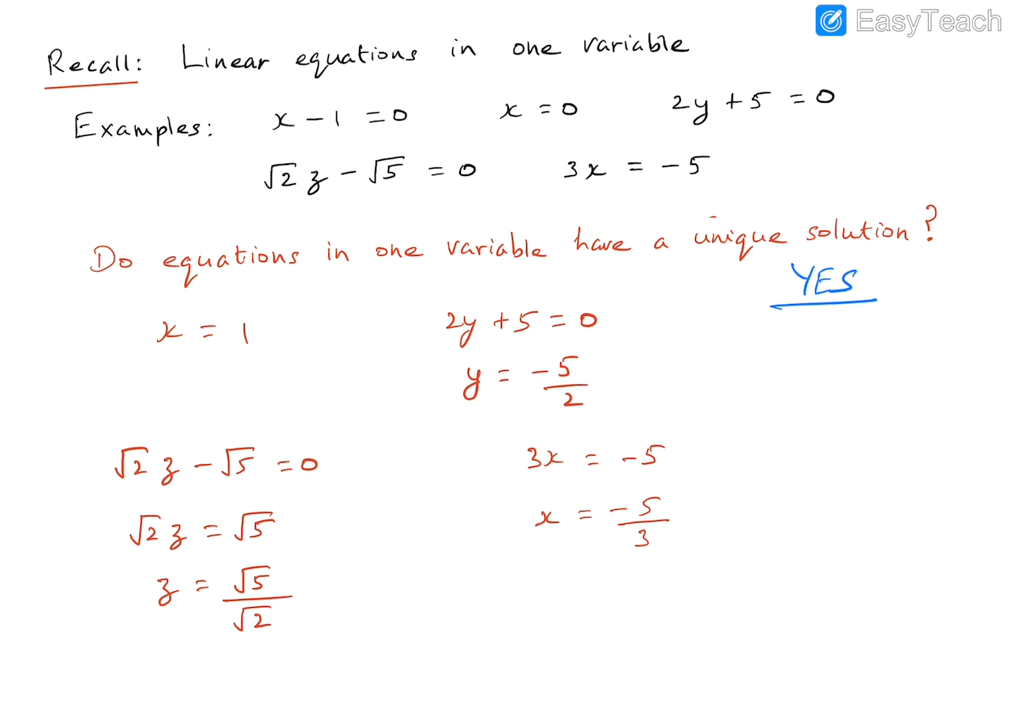 EasyTeach
Recall: Linear equations in one variable
Examples: x - 1 = 0 x = 0 2y + 5 = 0
√2 z - √5 = 0 3x = -5
Do equations in one variable have a unique solution?
YES
x = 1 2y + 5 = 0
y = -5/2
√2 z - √5 = 0 3x = -5
√2 z = √5 x = -5/3
z = √5/√2